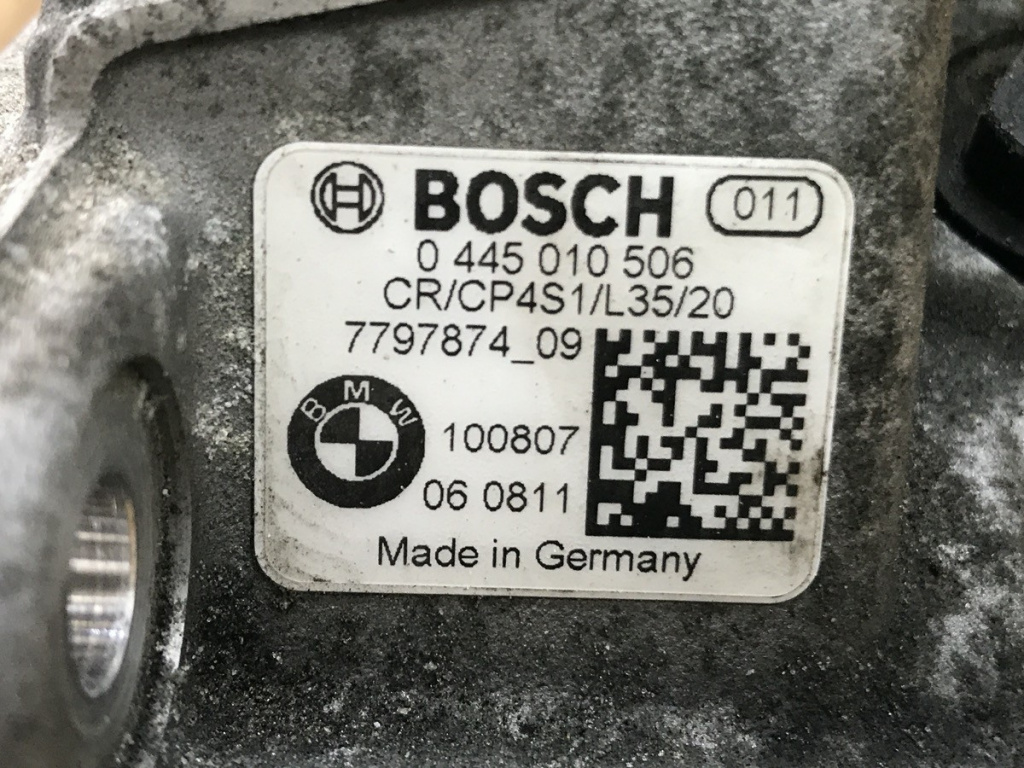 BOSCH 011
0 445 010 506
CR/CP4S1/L35/20
7797874_09
BMW
100807
06 0811
Made in Germany